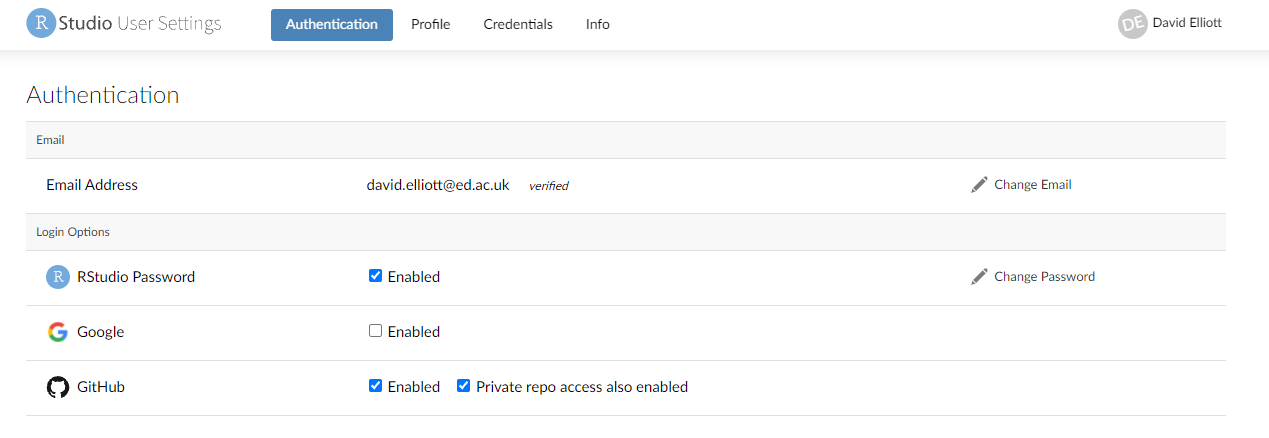 R Studio User Settings Authentication Profile Credentials Info DE David Elliott
Authentication
Email
Email Address david.elliott@ed.ac.uk verified Change Email
Login Options
R RStudio Password Enabled Change Password
Google Enabled
GitHub Enabled Private repo access also enabled